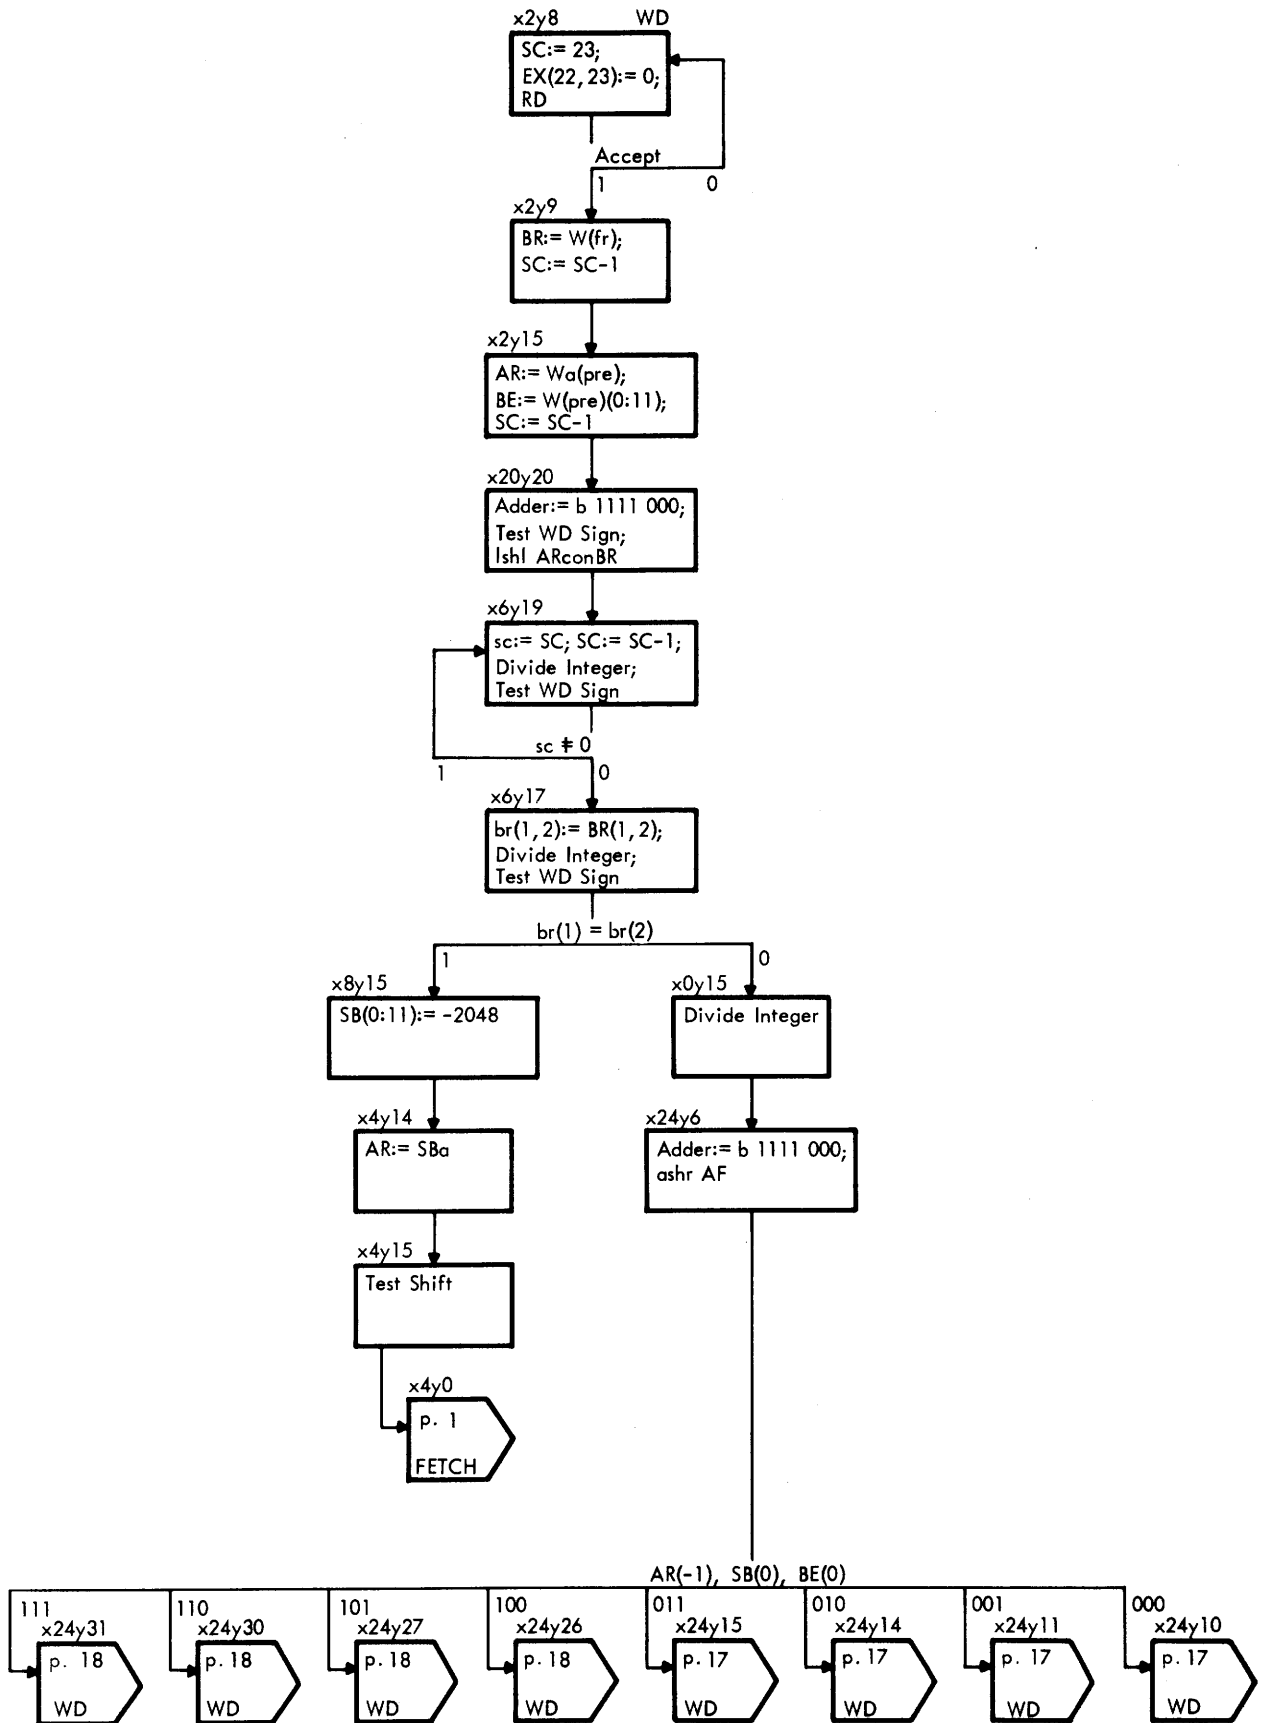 x2y8 WD
SC:= 23;
EX(22,23):= 0;
RD
Accept
1 0
x2y9
BR:= W(fr);
SC:= SC-1
x2y15
AR:= Wa(pre);
BE:= W(pre)(0:11);
SC:= SC-1
x20y20
Adder:= b 1111 000;
Test WD Sign;
lshl ARconBR
x6y19
sc:= SC; SC:= SC-1;
Divide Integer;
Test WD Sign
sc ≠ 0
1 0
x6y17
br(1,2):= BR(1,2);
Divide Integer;
Test WD Sign
br(1) = br(2)
1 0
x8y15 x0y15
SB(0:11):= -2048 Divide Integer
x4y14 x24y6
AR:= SBa Adder:= b 1111 000;
ashr AF
x4y15
Test Shift
x4y0
p. 1
FETCH
AR(-1), SB(0), BE(0)
111 110 101 100 011 010 001 000
x24y31 x24y30 x24y27 x24y26 x24y15 x24y14 x24y11 x24y10
p. 18 p. 18 p. 18 p. 18 p. 17 p. 17 p. 17 p. 17
WD WD WD WD WD WD WD WD